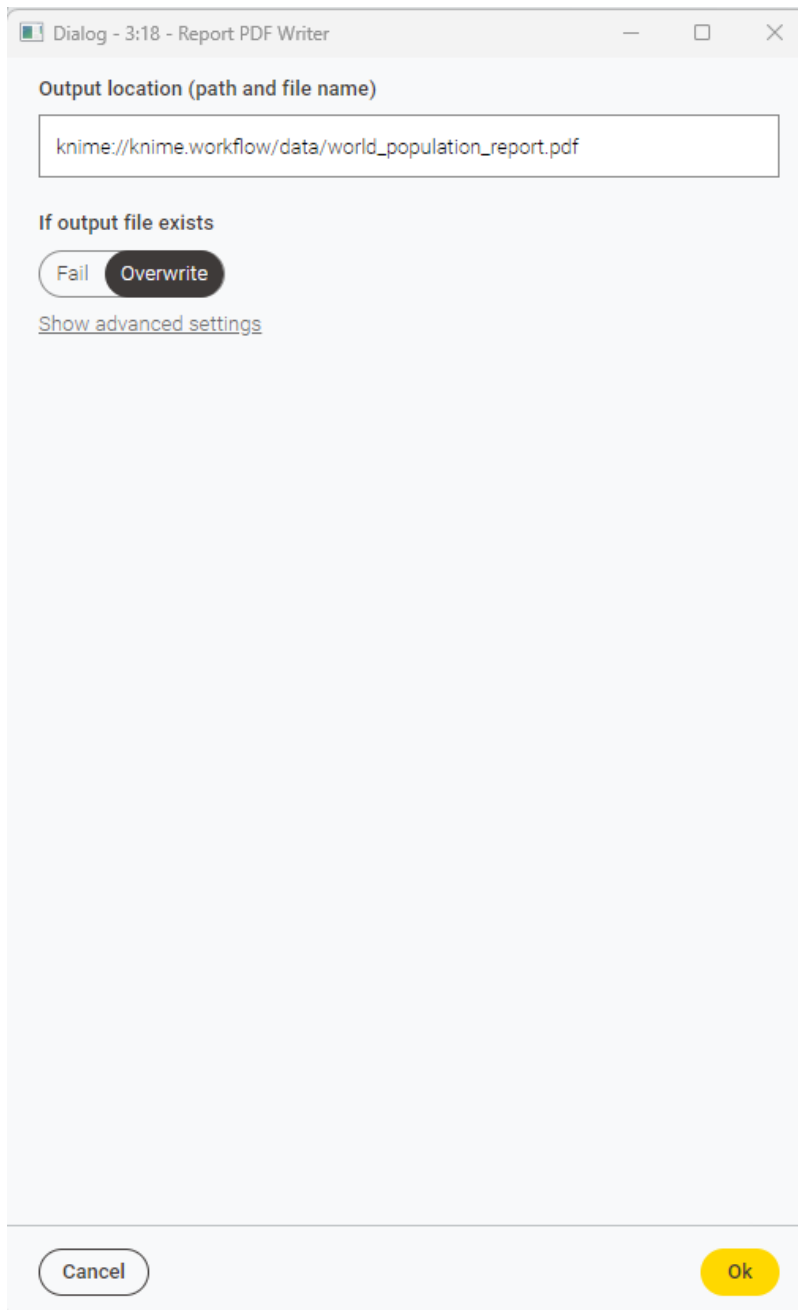 Dialog - 3:18 - Report PDF Writer
Output location (path and file name)
knime://knime.workflow/data/world_population_report.pdf
If output file exists
Fail Overwrite
Show advanced settings
Cancel Ok